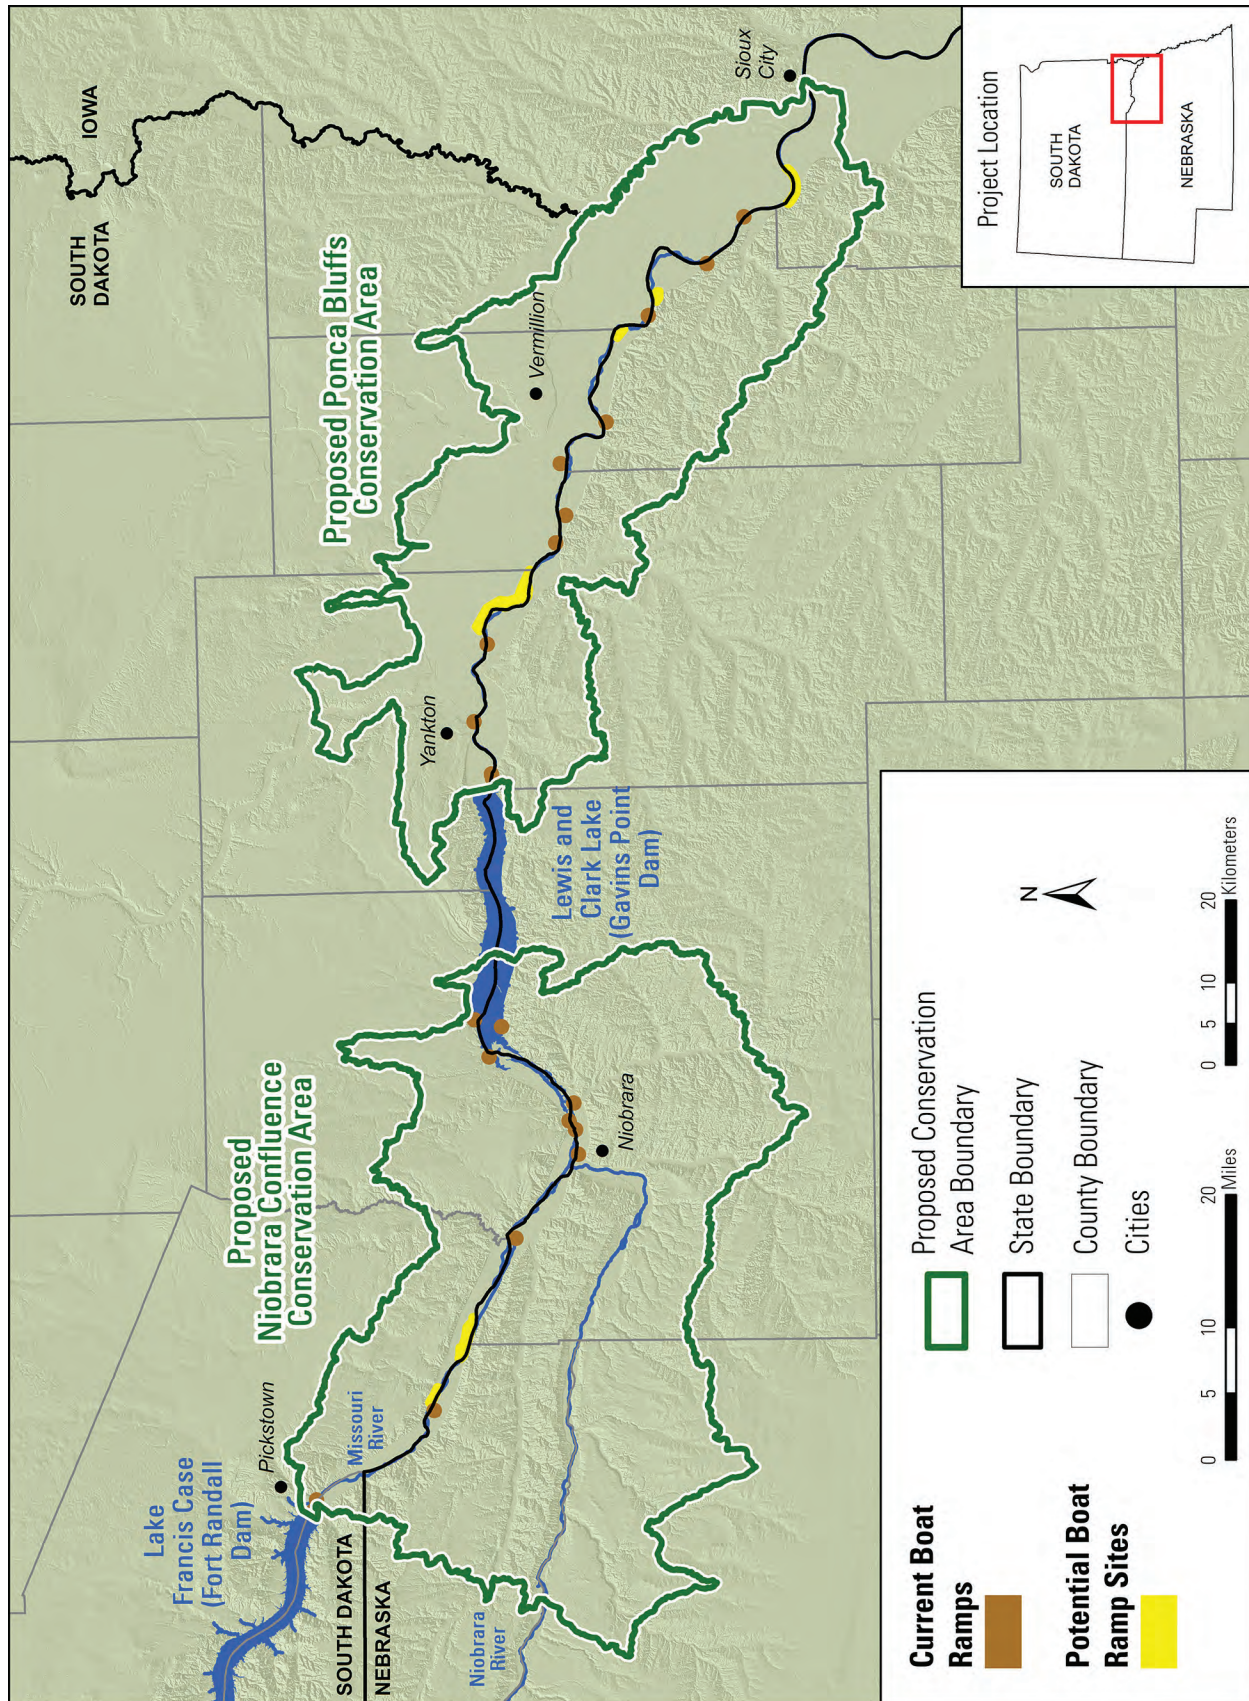 Lake
Francis Case
(Fort Randall
Dam)
Pickstown
Missouri
River
SOUTH DAKOTA
NEBRASKA
Niobrara
River
Proposed
Niobrara Confluence
Conservation Area
Niobrara
Lewis and
Clark Lake
(Gavins Point
Dam)
Yankton
Proposed Ponca Bluffs
Conservation Area
Vermillion
SOUTH
DAKOTA
IOWA
Sioux
City
Current Boat
Ramps
Potential Boat
Ramp Sites
Proposed Conservation
Area Boundary
State Boundary
County Boundary
Cities
N
0 5 10 20
Miles
0 5 10 20
Kilometers
Project Location
SOUTH
DAKOTA
NEBRASKA